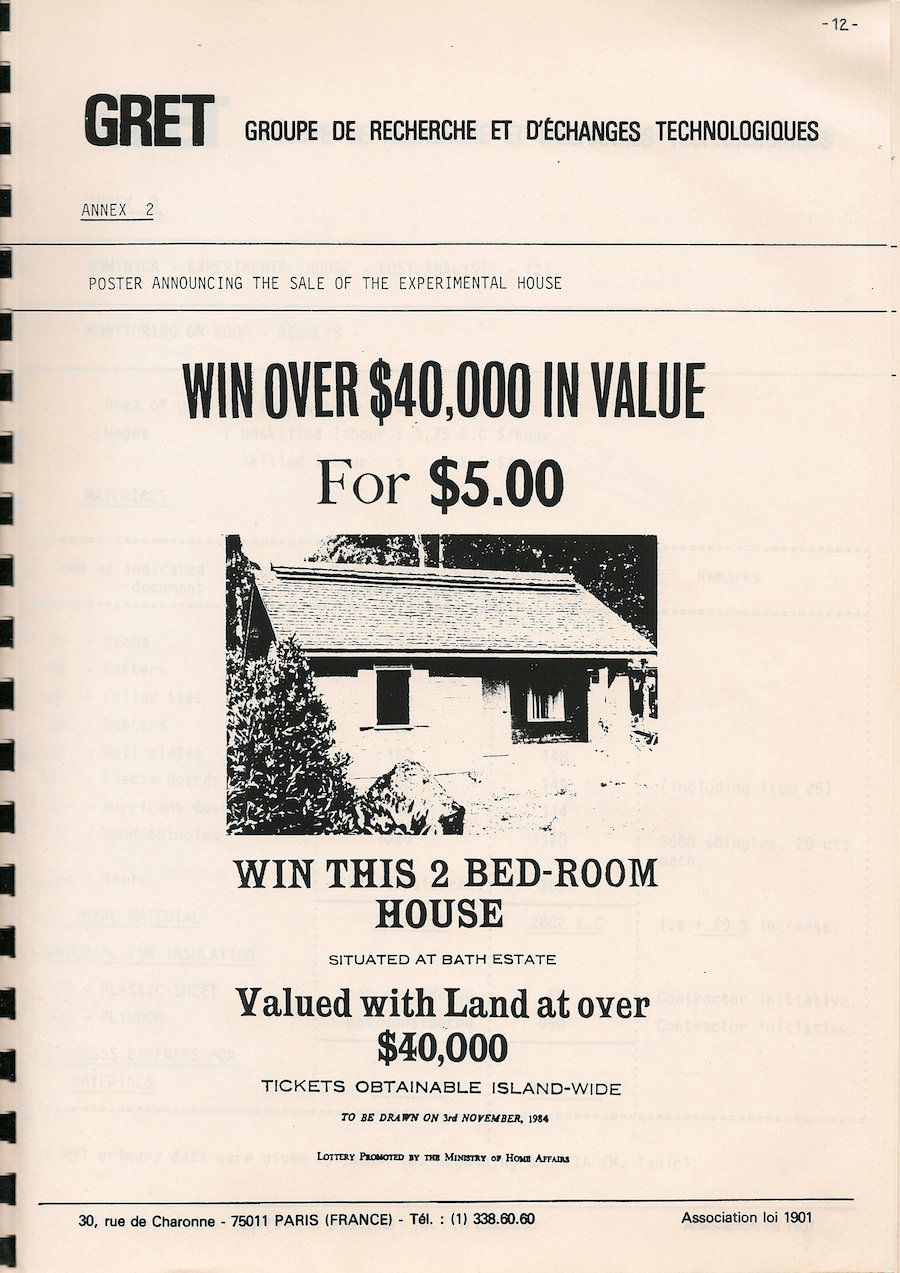 -12-
GRET GROUPE DE RECHERCHE ET D'ÉCHANGES TECHNOLOGIQUES
ANNEX 2
POSTER ANNOUNCING THE SALE OF THE EXPERIMENTAL HOUSE
WIN OVER $40,000 IN VALUE
For $5.00
WIN THIS 2 BED-ROOM
HOUSE
SITUATED AT BATH ESTATE
Valued with Land at over
$40,000
TICKETS OBTAINABLE ISLAND-WIDE
TO BE DRAWN ON 3rd NOVEMBER, 1984
LOTTERY PROMOTED BY THE MINISTRY OF HOME AFFAIRS
30, rue de Charonne - 75011 PARIS (FRANCE) - Tél. : (1) 338.60.60 Association loi 1901